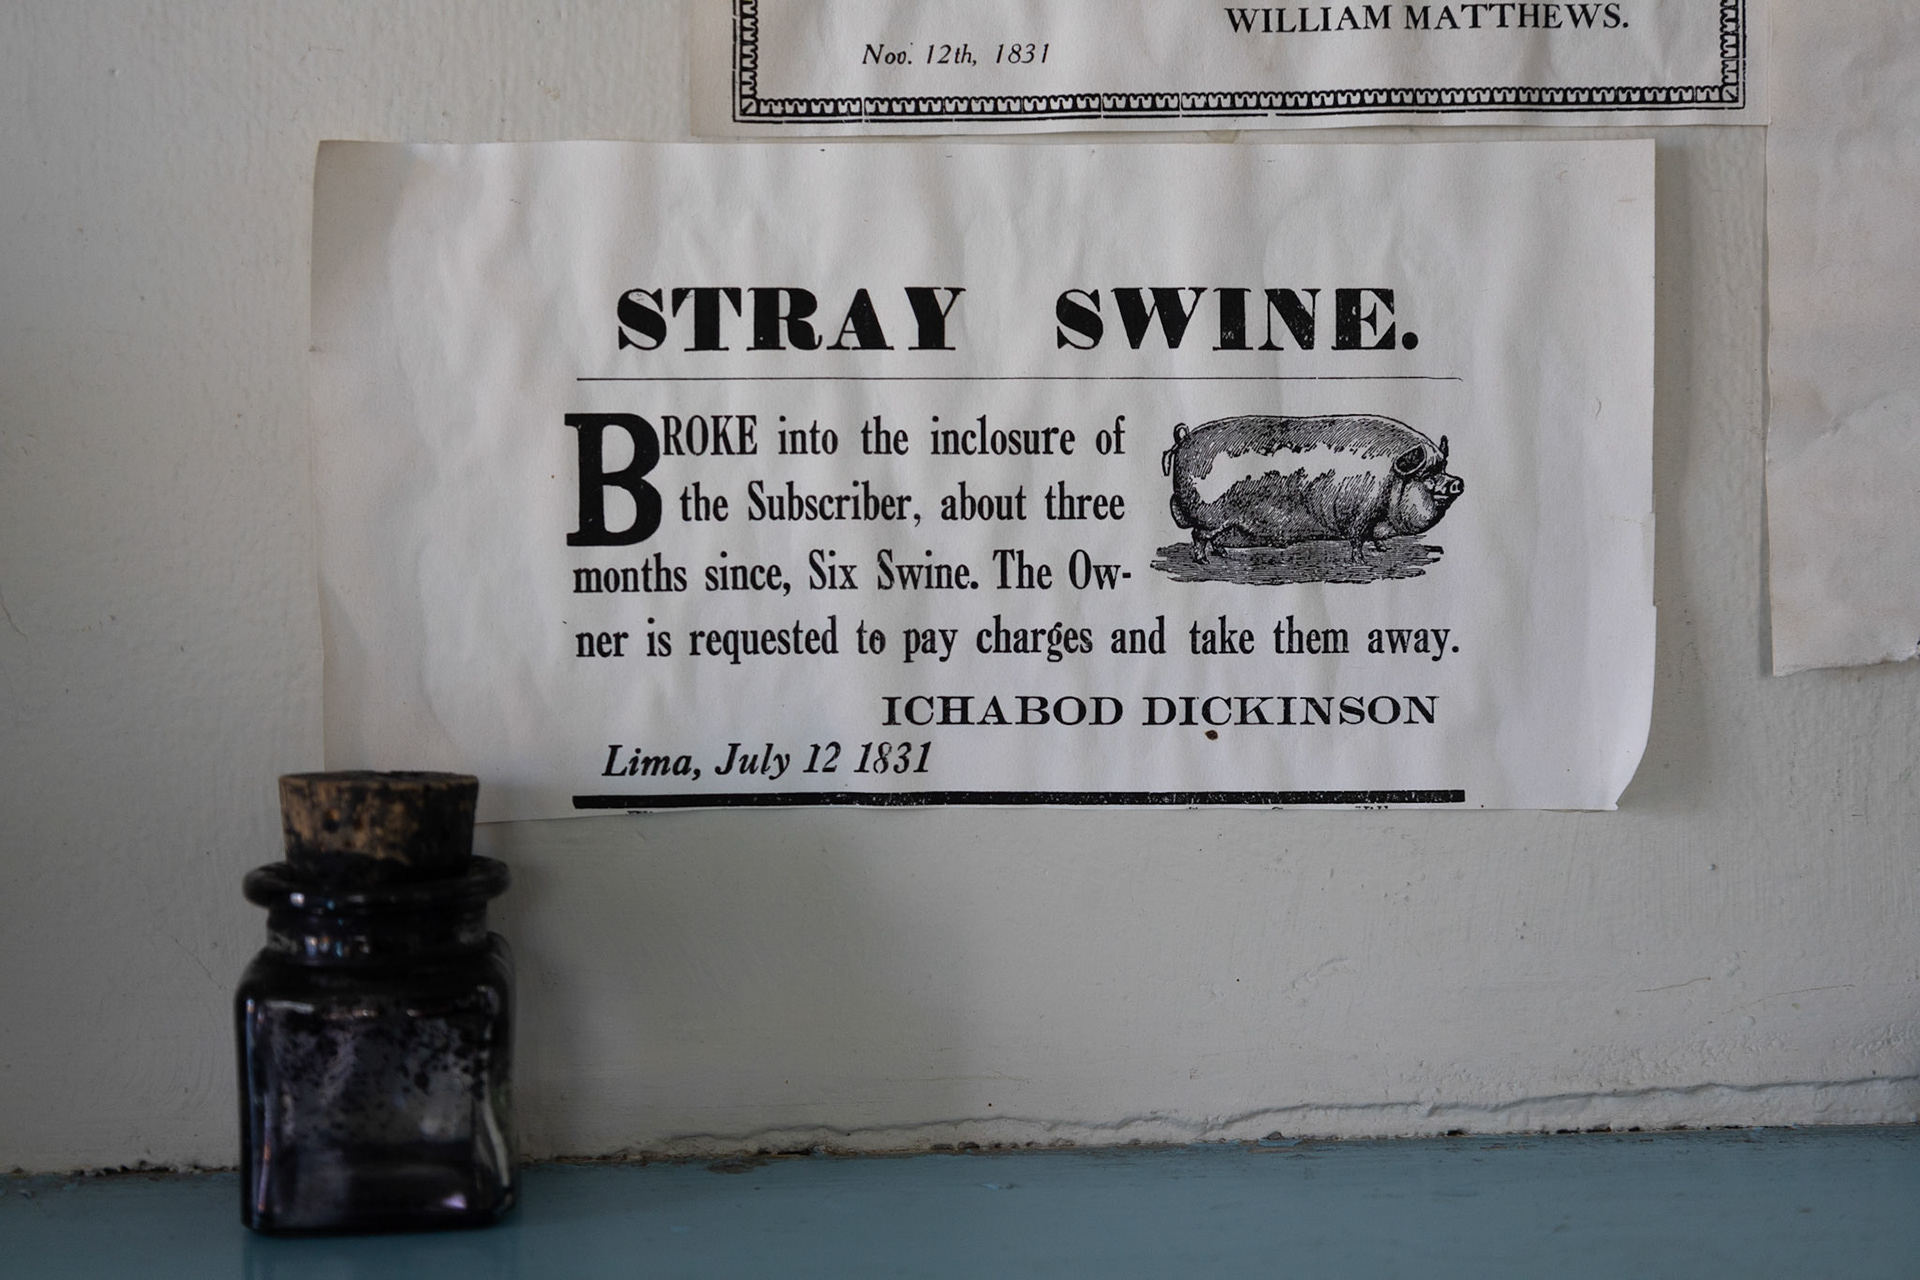 WILLIAM MATTHEWS.
Nov. 12th, 1831
STRAY SWINE.
BROKE into the inclosure of
the Subscriber, about three
months since, Six Swine. The Ow-
ner is requested to pay charges and take them away.
ICHABOD DICKINSON
Lima, July 12 1831